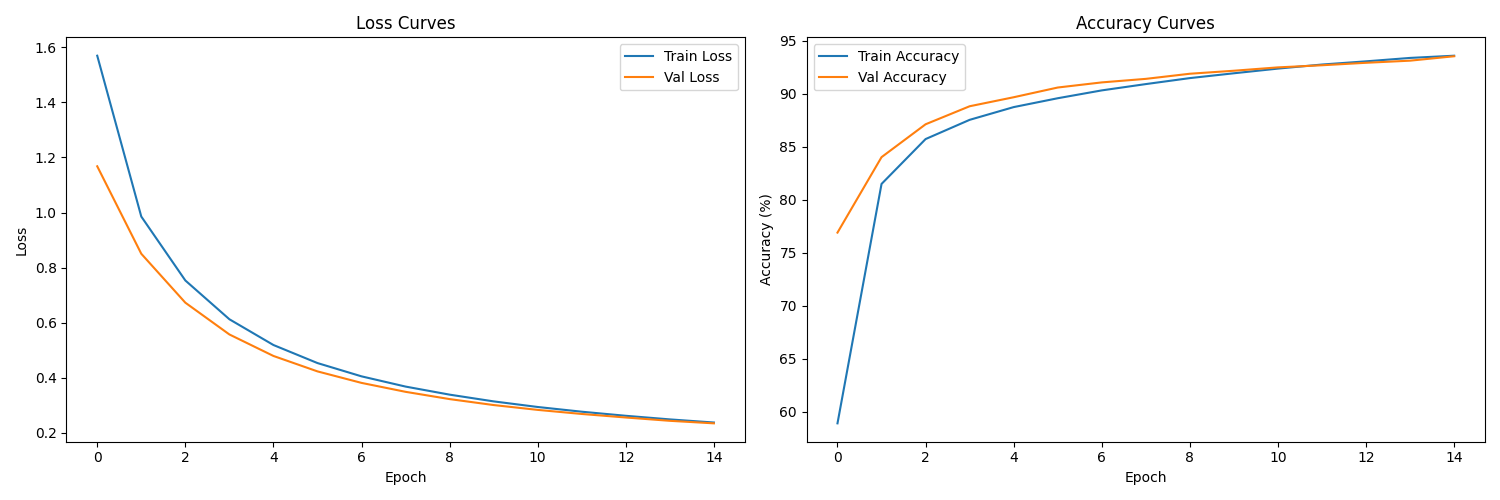 Loss Curves
1.6
1.4
1.2
1.0
0.8
0.6
0.4
0.2
Loss
0 2 4 6 8 10 12 14
Epoch
Train Loss
Val Loss
Accuracy Curves
95
90
85
80
75
70
65
60
Accuracy (%)
0 2 4 6 8 10 12 14
Epoch
Train Accuracy
Val Accuracy